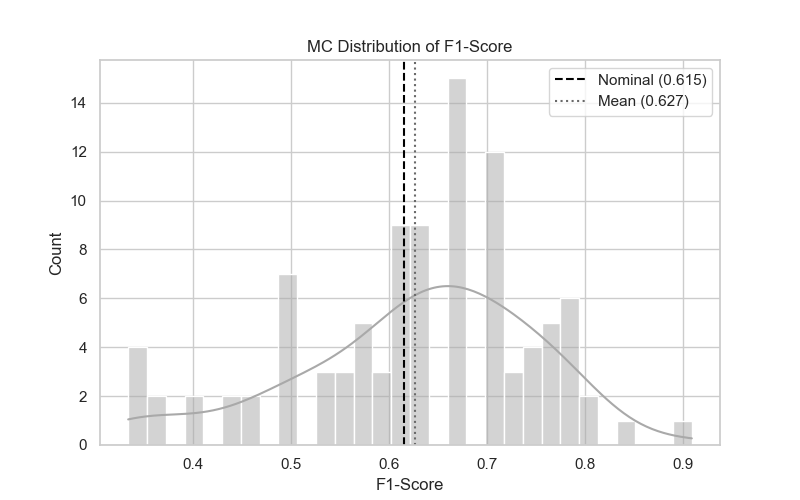 MC Distribution of F1-Score
Nominal (0.615)
Mean (0.627)
Count
14
12
10
8
6
4
2
0
0.4 0.5 0.6 0.7 0.8 0.9
F1-Score